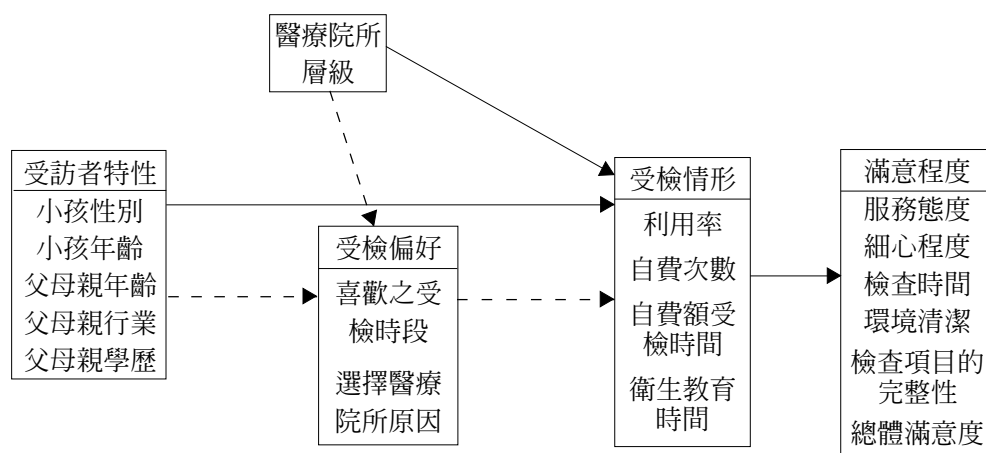 醫療院所
層級
受訪者特性
小孩性別
小孩年齡
父母親年齡
父母親行業
父母親學歷
受檢偏好
喜歡之受
檢時段
選擇醫療
院所原因
受檢情形
利用率
自費次數
自費額受
檢時間
衛生教育
時間
滿意程度
服務態度
細心程度
檢查時間
環境清潔
檢查項目的
完整性
總體滿意度